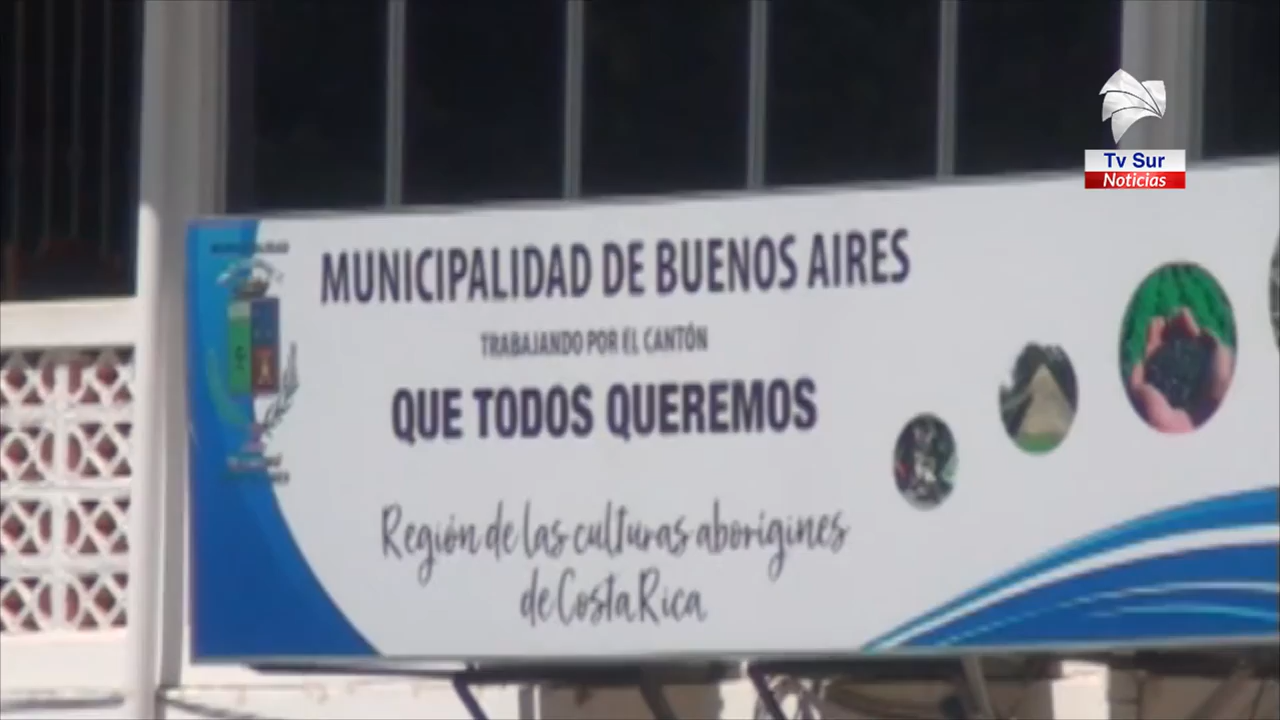 Tv Sur
Noticias
MUNICIPALIDAD DE BUENOS AIRES
TRABAJANDO POR EL CANTÓN
QUE TODOS QUEREMOS
Región de las culturas aborígines
de Costa Rica